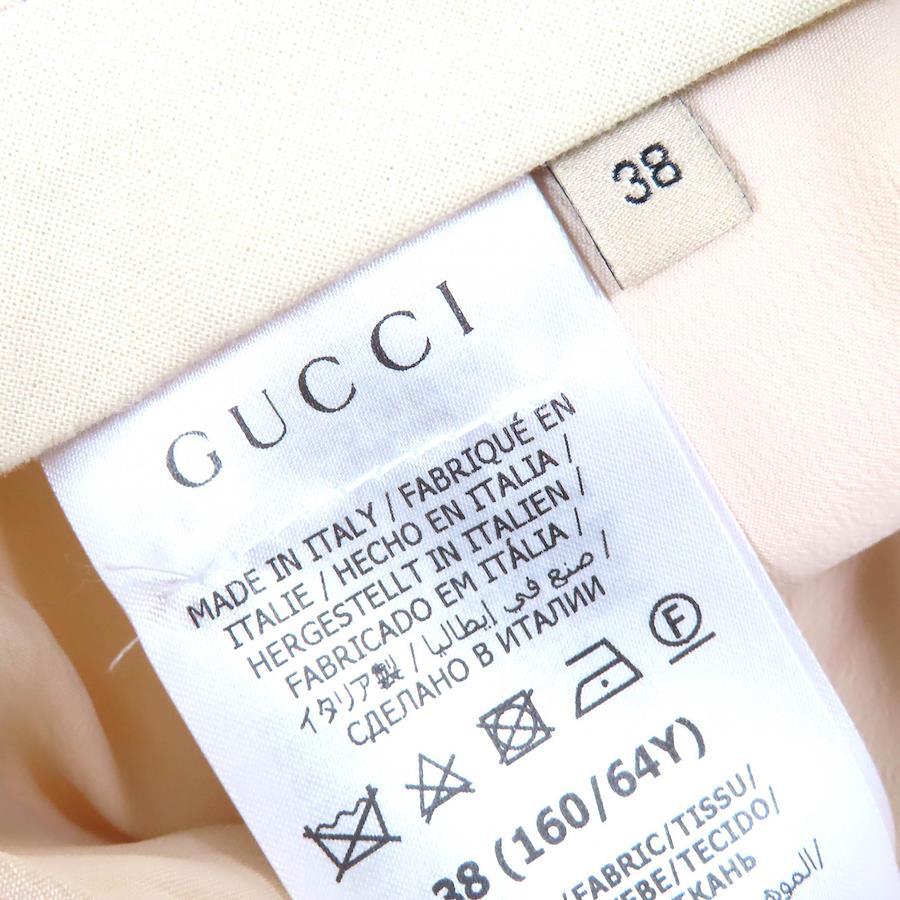 38
GUCCI
MADE IN ITALY / FABRIQUÉ EN
ITALIE / HECHO EN ITALIA /
HERGESTELLT IN ITALIEN /
FABRICADO EM ITÁLIA /
صنع في إيطاليا /
イタリア製 /
СДЕЛАНО В ИТАЛИИ
F
38 (160/64Y)
/FABRIC/TISSU/
EBE/TECIDO/
ТКАНЬ